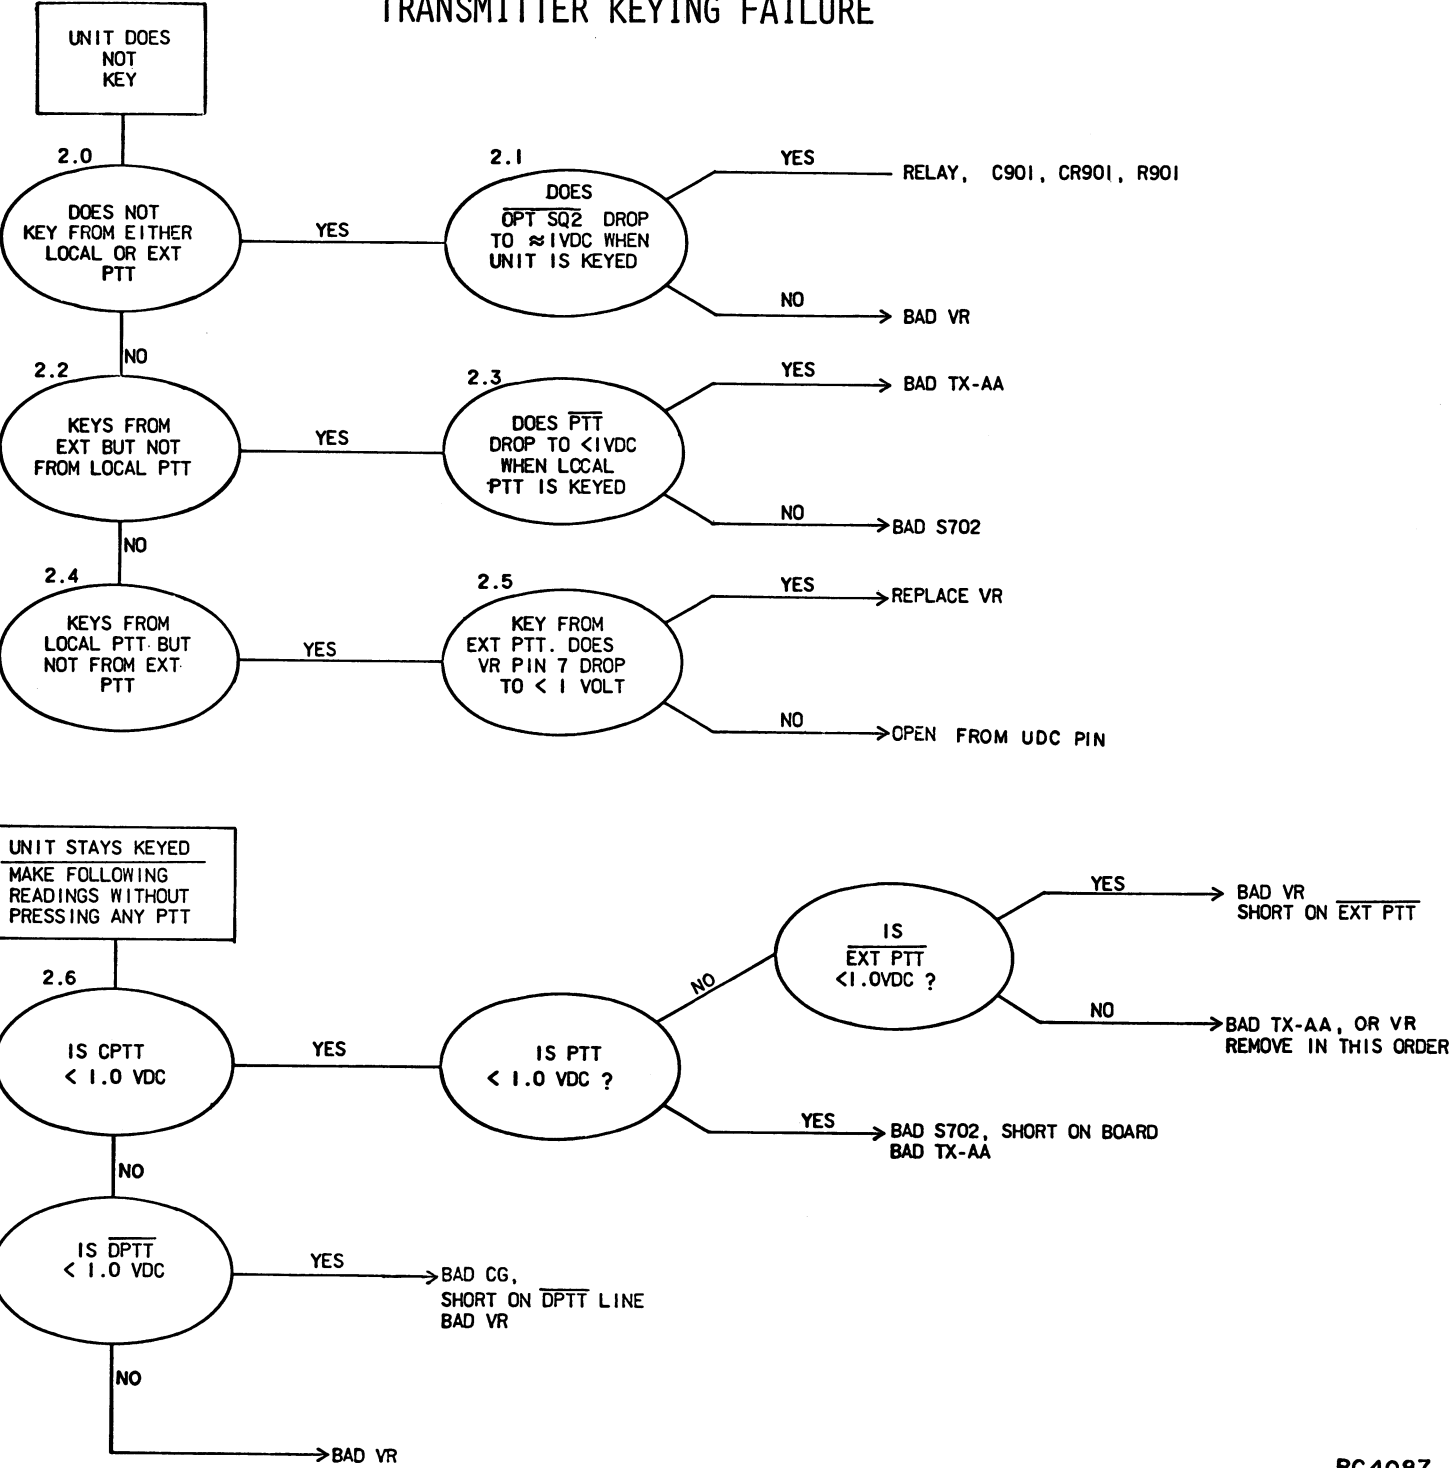 TRANSMITTER KEYING FAILURE
UNIT DOES
NOT
KEY
2.0
DOES NOT
KEY FROM EITHER
LOCAL OR EXT
PTT
YES
2.1
DOES
OPT SQ2 DROP
TO ≈1VDC WHEN
UNIT IS KEYED
YES
RELAY, C901, CR901, R901
NO
BAD VR
NO
2.2
KEYS FROM
EXT BUT NOT
FROM LOCAL PTT
YES
2.3
DOES PTT
DROP TO <1VDC
WHEN LOCAL
PTT IS KEYED
YES
BAD TX-AA
NO
BAD S702
NO
2.4
KEYS FROM
LOCAL PTT BUT
NOT FROM EXT
PTT
YES
2.5
KEY FROM
EXT PTT. DOES
VR PIN 7 DROP
TO < 1 VOLT
YES
REPLACE VR
NO
OPEN FROM UDC PIN
UNIT STAYS KEYED
MAKE FOLLOWING
READINGS WITHOUT
PRESSING ANY PTT
2.6
IS CPTT
< 1.0 VDC
YES
IS PTT
< 1.0 VDC ?
NO
IS
EXT PTT
<1.0VDC ?
YES
BAD VR
SHORT ON EXT PTT
NO
BAD TX-AA, OR VR
REMOVE IN THIS ORDER
YES
BAD S702, SHORT ON BOARD
BAD TX-AA
NO
IS DPTT
< 1.0 VDC
YES
BAD CG,
SHORT ON DPTT LINE
BAD VR
NO
BAD VR